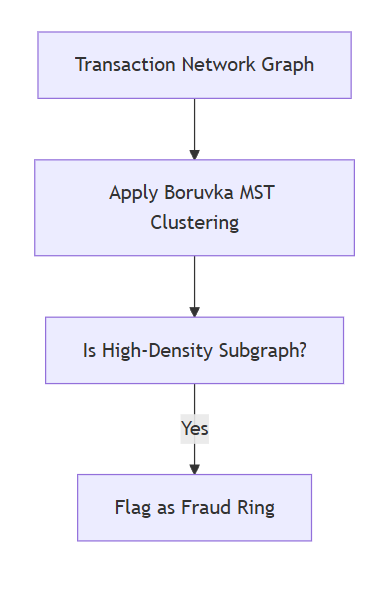 Transaction Network Graph
Apply Boruvka MST
Clustering
Is High-Density Subgraph?
Yes
Flag as Fraud Ring